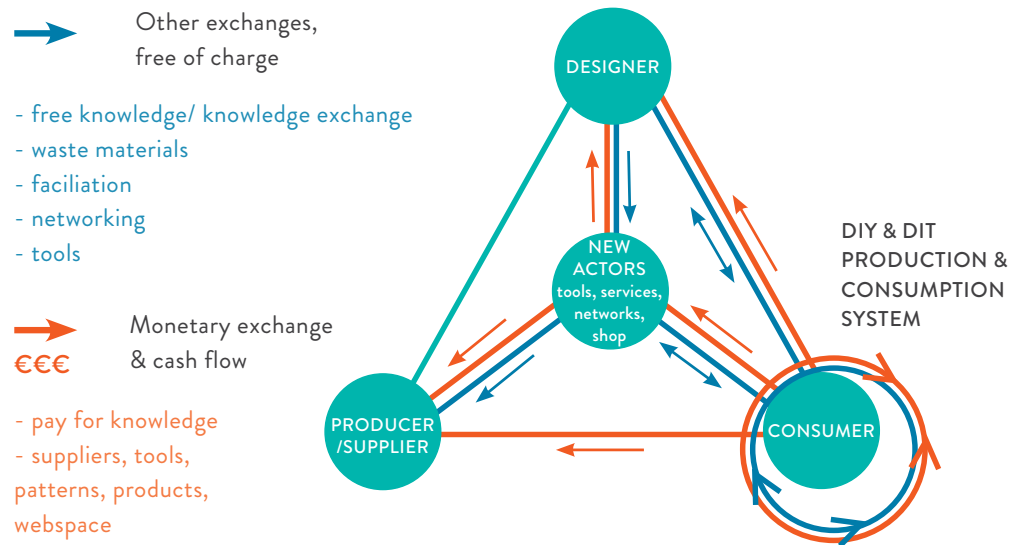 Other exchanges,
free of charge
- free knowledge/ knowledge exchange
- waste materials
- faciliation
- networking
- tools
€€€
Monetary exchange
& cash flow
- pay for knowledge
- suppliers, tools,
patterns, products,
webspace
DESIGNER
NEW
ACTORS
tools, services,
networks,
shop
PRODUCER
/SUPPLIER
CONSUMER
DIY & DIT
PRODUCTION &
CONSUMPTION
SYSTEM